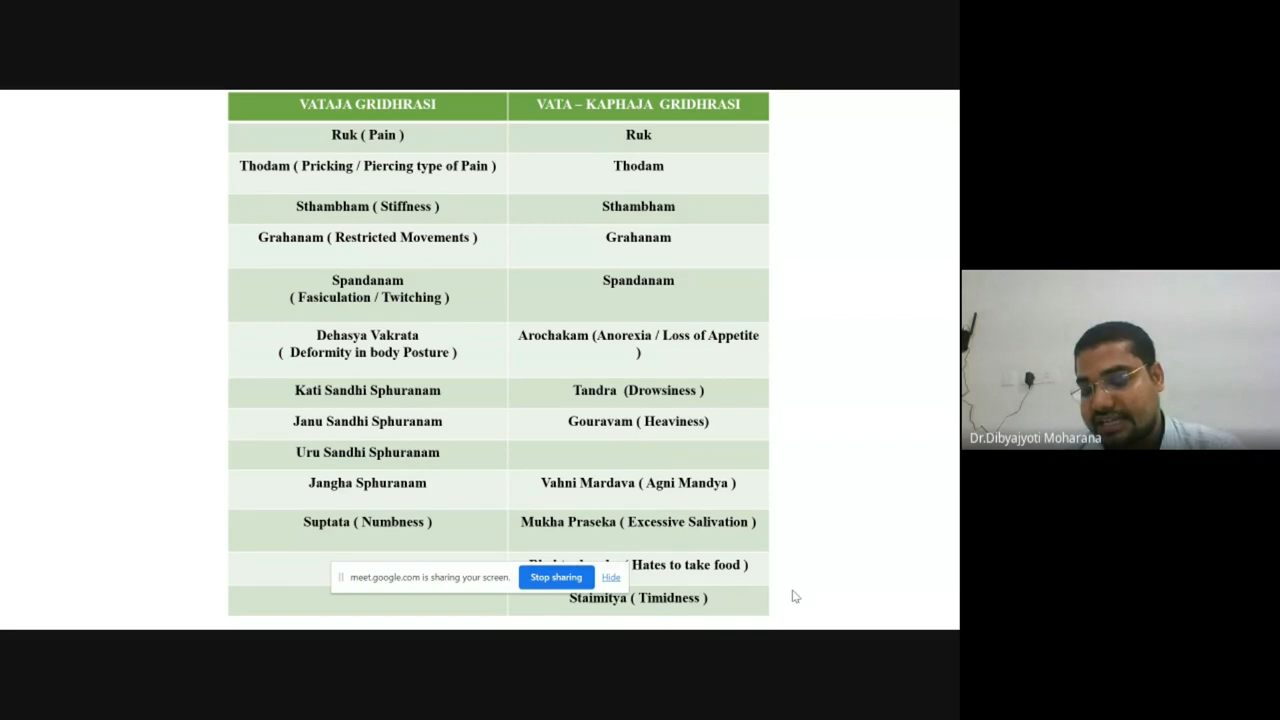 VATAJA GRIDHRASI
VATA – KAPHAJA GRIDHRASI
Ruk ( Pain )
Ruk
Thodam ( Pricking / Piercing type of Pain )
Thodam
Sthambham ( Stiffness )
Sthambham
Grahanam ( Restricted Movements )
Grahanam
Spandanam
( Fasiculation / Twitching )
Spandanam
Dehasya Vakrata
( Deformity in body Posture )
Arochakam (Anorexia / Loss of Appetite
)
Kati Sandhi Sphuranam
Tandra (Drowsiness )
Janu Sandhi Sphuranam
Gouravam ( Heaviness)
Uru Sandhi Sphuranam
Jangha Sphuranam
Vahni Mardava ( Agni Mandya )
Suptata ( Numbness )
Mukha Praseka ( Excessive Salivation )
( Hates to take food )
Staimitya ( Timidness )
meet.google.com is sharing your screen.
Stop sharing
Hide
Dr.Dibyajyoti Moharana